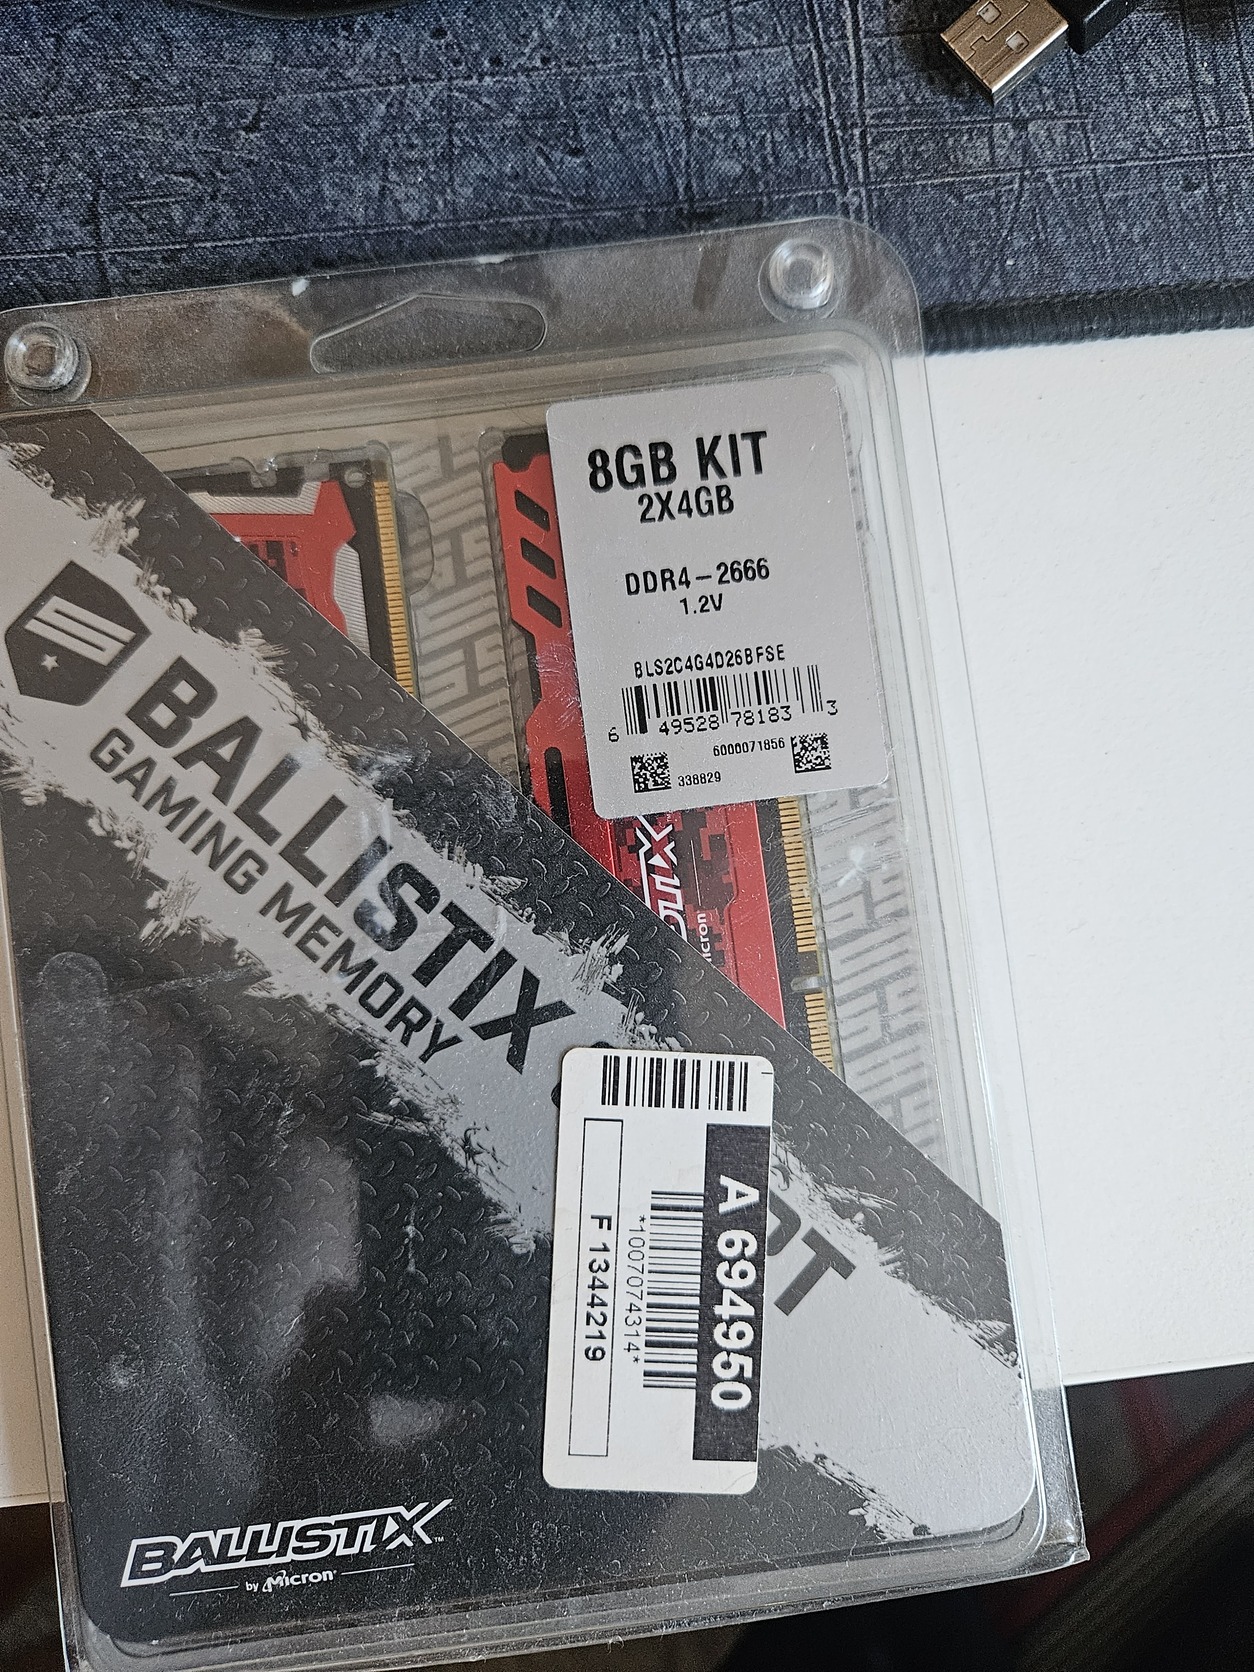 8GB KIT
2X4GB
DDR4-2666
1.2V
BLS2C4G4D26BFSE
6 49528 78183 3
6000071856
338829
BALLISTIX
GAMING MEMORY
A 694950
*1007074314*
F 1344219
BALLISTIX™
by Micron®